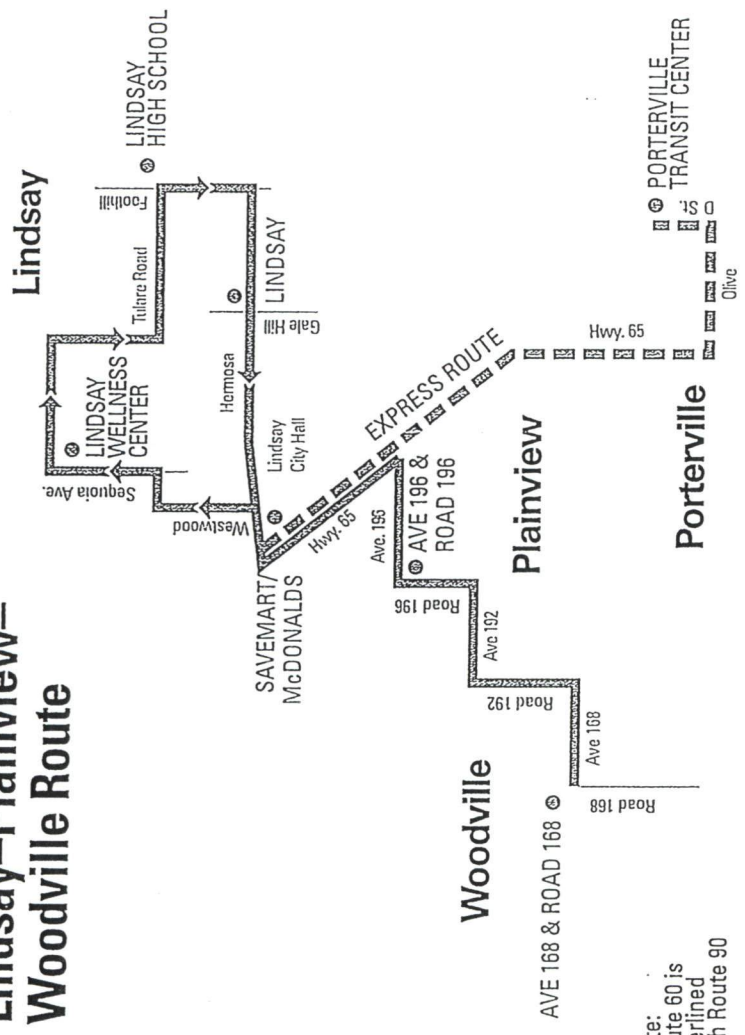 Lindsay–Plainview–
Woodville Route
Lindsay
LINDSAY
HIGH SCHOOL
Foothill
Tulare Road
LINDSAY
WELLNESS
CENTER
Sequoia Ave.
Hermosa
Gale Hill
LINDSAY
Westwood
Lindsay
City Hall
SAVEMART/
McDONALDS
Hwy. 65
EXPRESS ROUTE
Ave. 196
AVE 196 &
ROAD 196
Road 196
Ave 192
Plainview
Hwy. 65
PORTERVILLE
TRANSIT CENTER
D St.
Olive
Porterville
Road 192
Ave 168
Woodville
AVE 168 & ROAD 168
Road 168
60 is
Route 90